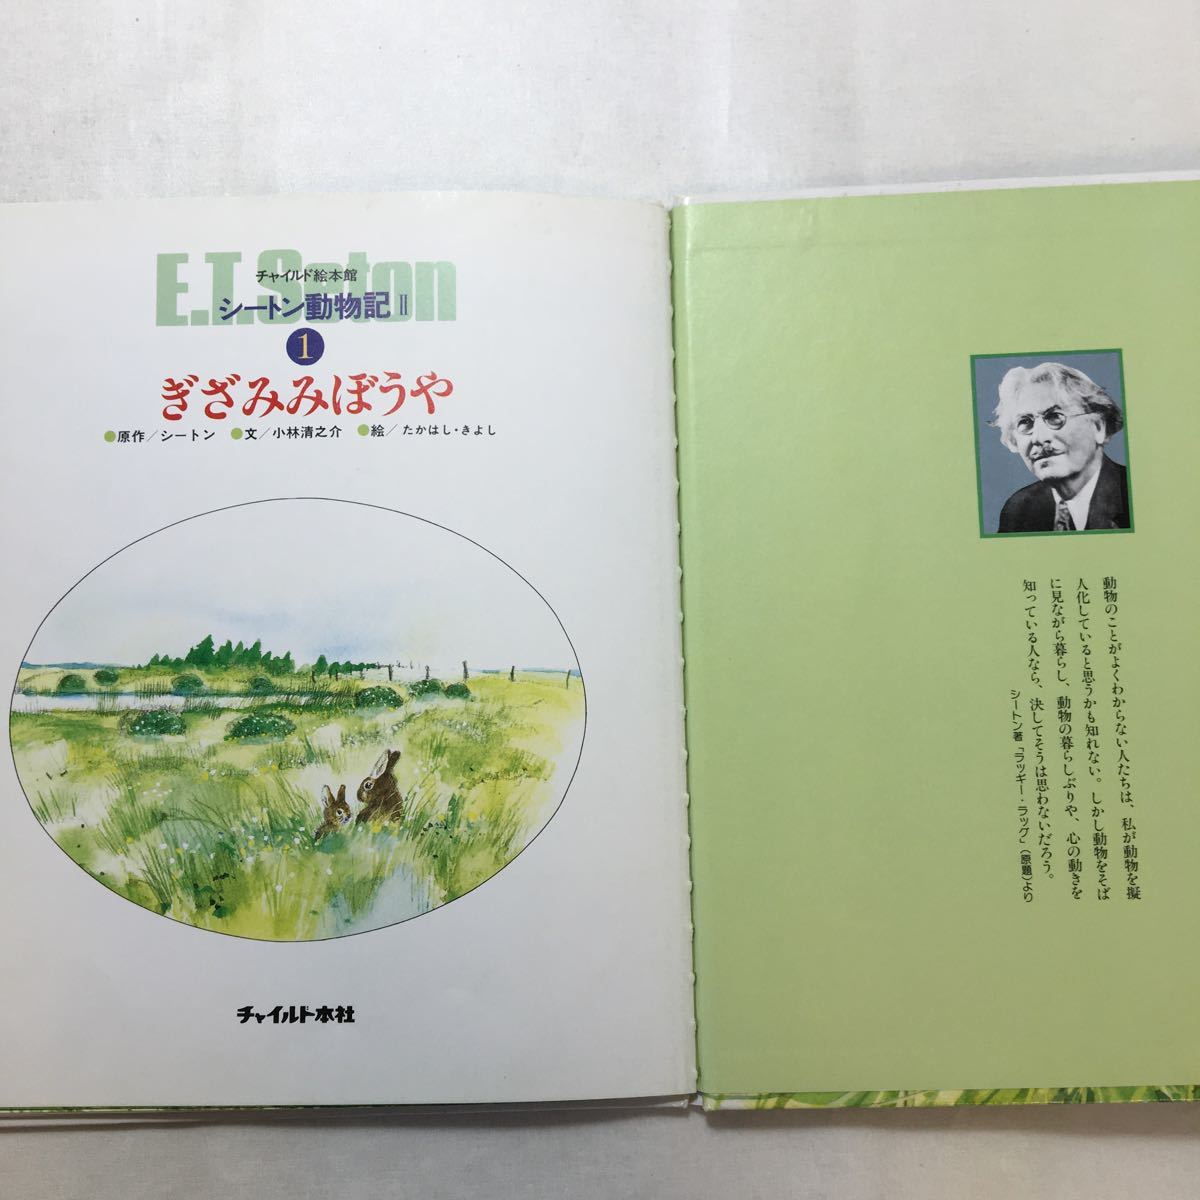 E.T.Seton
チャイルド絵本館
シートン動物記Ⅱ
1
ぎざみみぼうや
●原作/シートン ●文/小林清之介 ●絵/たかはし・きよし
チャイルド本社
動物のことがよくわからない人たちは、私が動物を擬
人化していると思うかも知れない。しかし動物をそば
に見ながら暮らし、動物の暮らしぶりや、心の動きを
知っている人なら、決してそうは思わないだろう。
シートン著「ラッギー・ラッグ」(原題)より